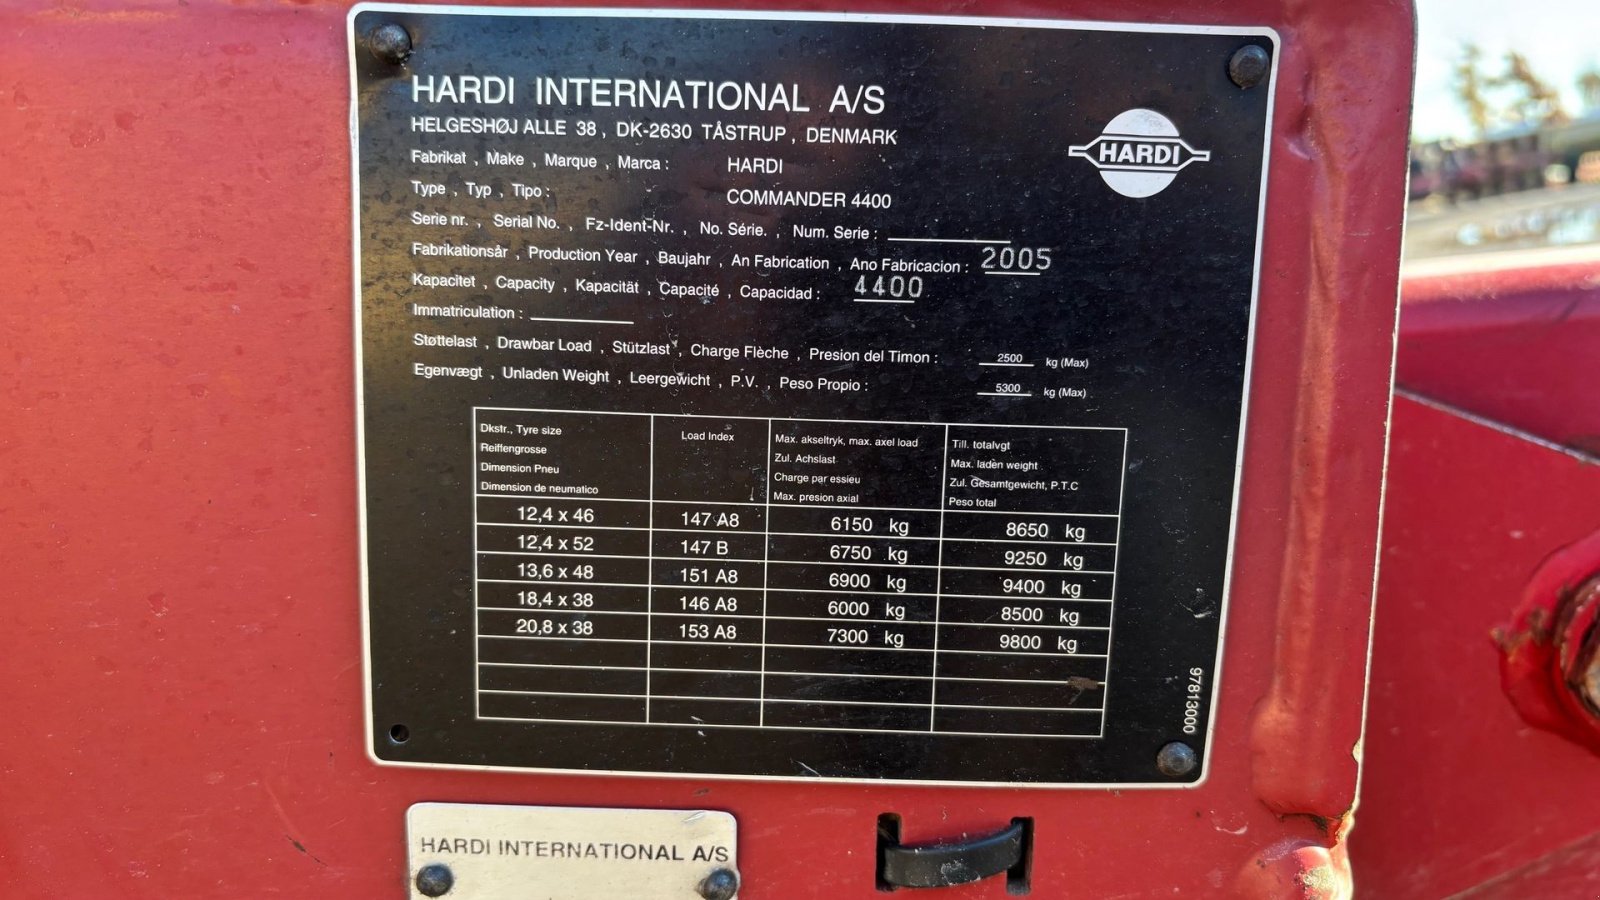 HARDI INTERNATIONAL A/S
HELGESHØJ ALLE 38 , DK-2630 TÅSTRUP , DENMARK
HARDI
Fabrikat , Make , Marque , Marca : HARDI
Type , Typ , Tipo : COMMANDER 4400
Serie nr. , Serial No. , Fz-Ident-Nr. , No. Série. , Num. Serie :
Fabrikationsår , Production Year , Baujahr , An Fabrication , Ano Fabricacion : 2005
Kapacitet , Capacity , Kapacität , Capacité , Capacidad : 4400
Immatriculation :
Støttelast , Drawbar Load , Stützlast , Charge Flèche , Presion del Timon : 2500 kg (Max)
Egenvægt , Unladen Weight , Leergewicht , P.V. , Peso Propio : 5300 kg (Max)
Dkstr., Tyre size
Reiffengrosse
Dimension Pneu
Dimension de neumatico
Load Index
Max. akseltryk, max. axel load
Zul. Achslast
Charge par essieu
Max. presion axial
Till. totalvgt
Max. laden weight
Zul. Gesamtgewicht, P.T.C
Peso total
12,4 x 46 147 A8 6150 kg 8650 kg
12,4 x 52 147 B 6750 kg 9250 kg
13,6 x 48 151 A8 6900 kg 9400 kg
18,4 x 38 146 A8 6000 kg 8500 kg
20,8 x 38 153 A8 7300 kg 9800 kg
97813000
HARDI INTERNATIONAL A/S